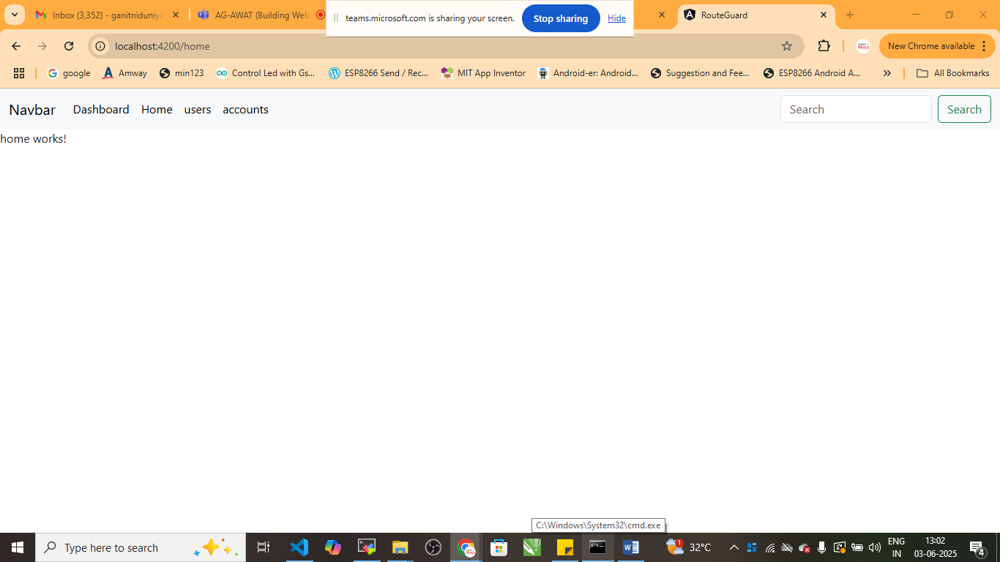 Inbox (3,352) - ganitniduniya
AG-AWAT (Building Web
teams.microsoft.com is sharing your screen.
Stop sharing
Hide
RouteGuard
localhost:4200/home
New Chrome available
google
Amway
min123
Control Led with Gs...
ESP8266 Send / Rec...
MIT App Inventor
Android-er: Android...
Suggestion and Fee...
ESP8266 Android A...
All Bookmarks
Navbar Dashboard Home users accounts
Search
Search
home works!
C:\Windows\System32\cmd.exe
Type here to search
1
32°C
ENG
IN
13:02
03-06-2025
4